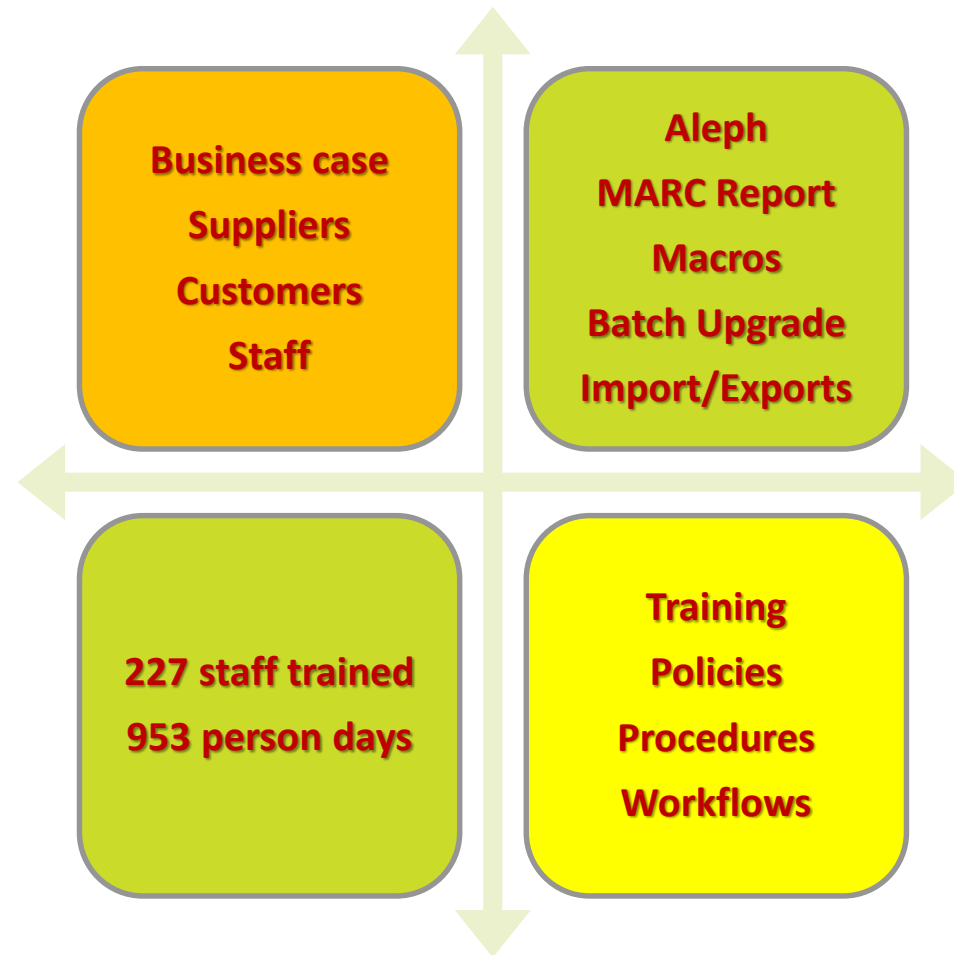 Business case
Suppliers
Customers
Staff
Aleph
MARC Report
Macros
Batch Upgrade
Import/Exports
227 staff trained
953 person days
Training
Policies
Procedures
Workflows